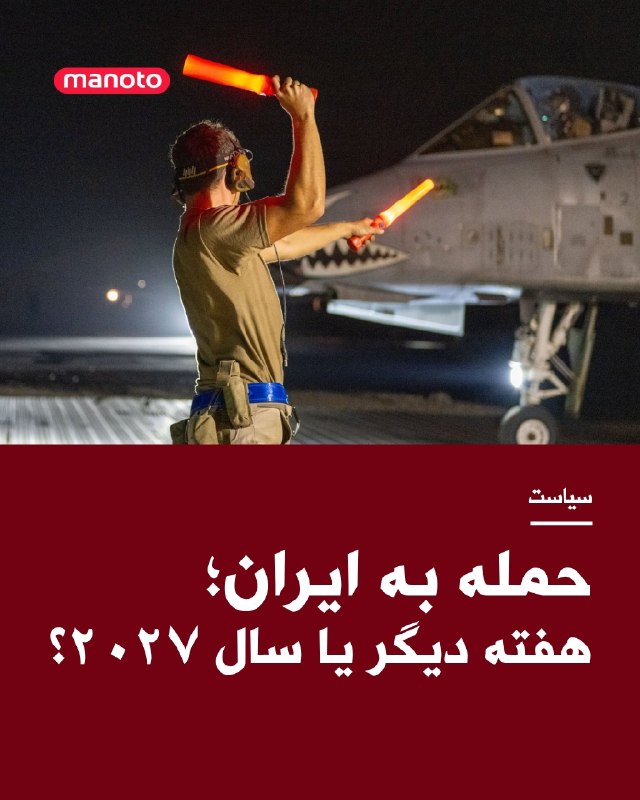 manoto
سیاست
حمله به ایران؛
هفته دیگر یا سال ۲۰۲۷؟